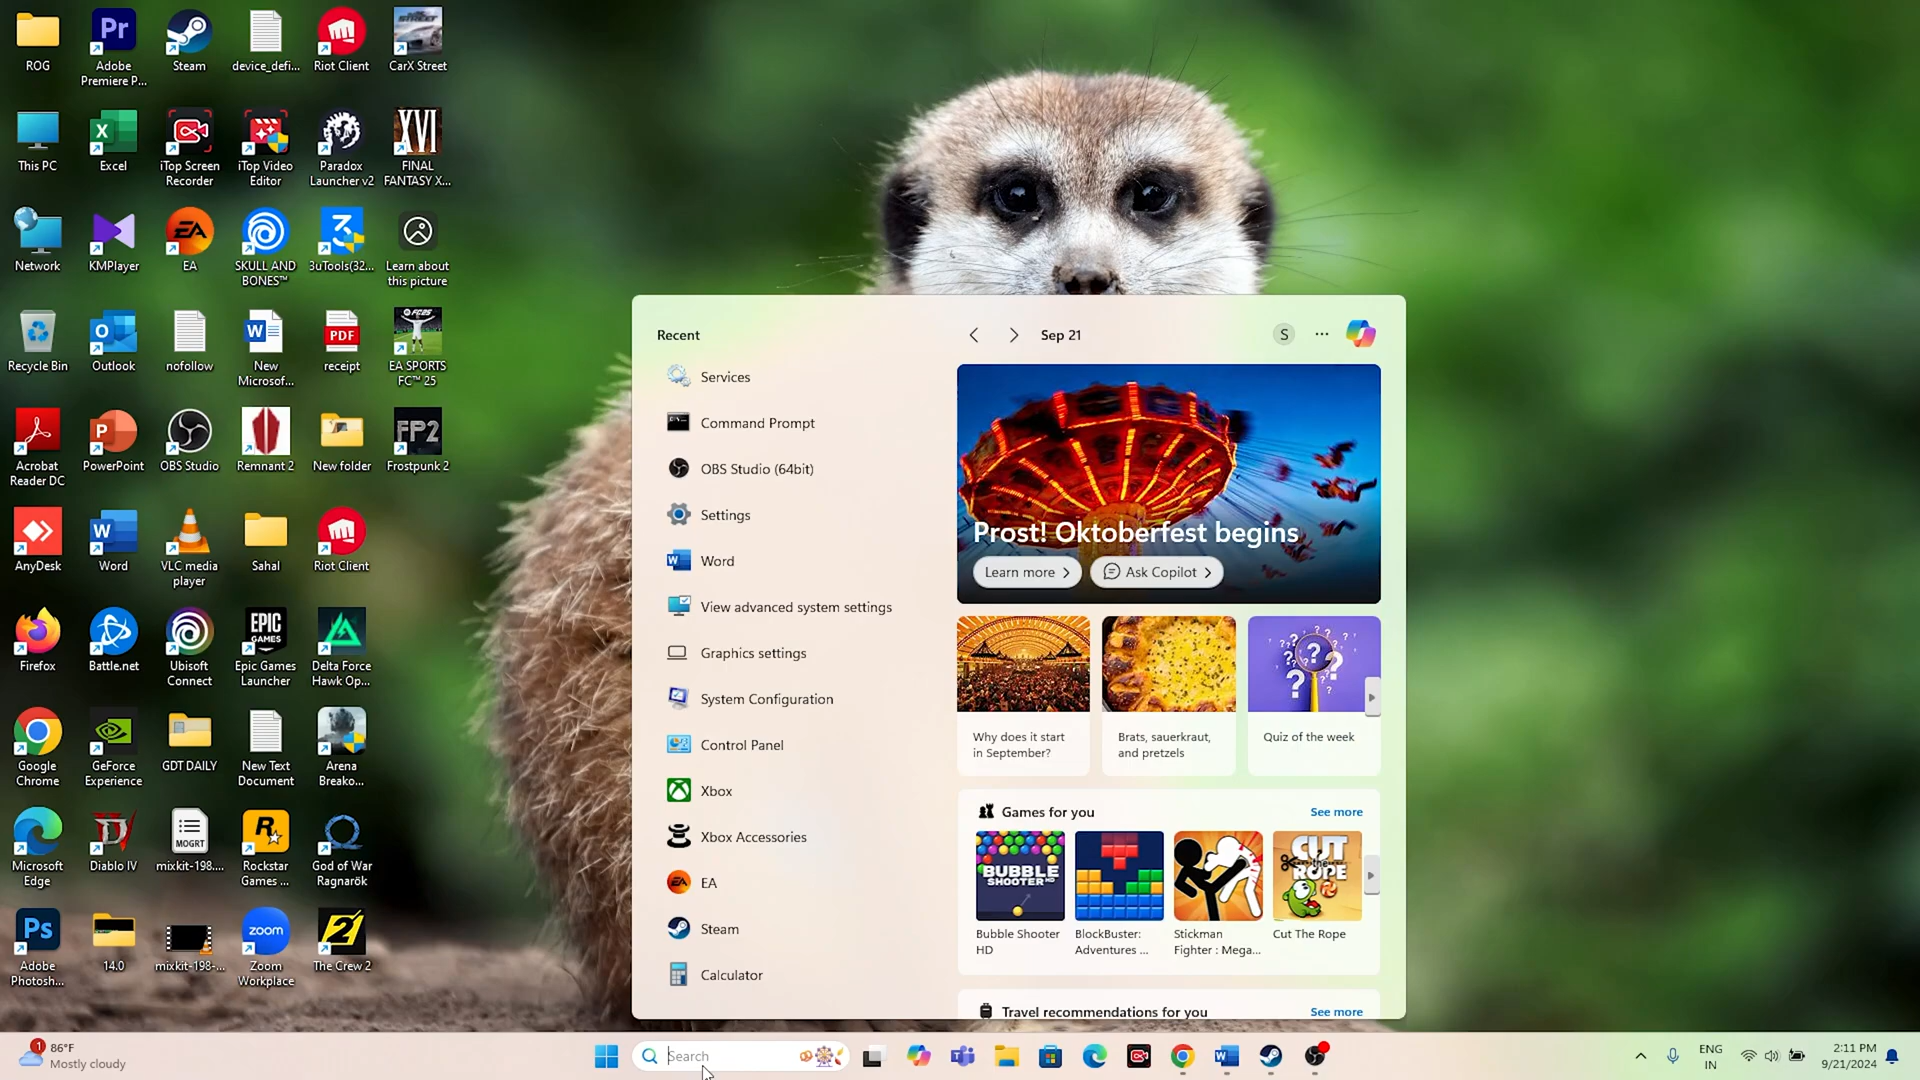 ROG
Adobe
Premiere P...
Steam
device_defi...
Riot Client
CarX Street
This PC
Excel
iTop Screen
Recorder
iTop Video
Editor
Paradox
Launcher v2
XVI
FINAL
FANTASY X...
Network
KMPlayer
EA
EA
SKULL AND
BONES™
3uTools(32...
Learn about
this picture
Recycle Bin
Outlook
nofollow
New
Microsof...
PDF
receipt
EA SPORTS
FC™ 25
Acrobat
Reader DC
PowerPoint
OBS Studio
Remnant 2
New folder
FP2
Frostpunk 2
AnyDesk
Word
VLC media
player
Sahal
Riot Client
Firefox
Battle.net
Ubisoft
Connect
EPIC
GAMES
Epic Games
Launcher
Delta Force
Hawk Op...
Google
Chrome
GeForce
Experience
GDT DAILY
New Text
Document
Arena
Breako...
Microsoft
Edge
Diablo IV
MOGRT
mixkit-198....
Rockstar
Games ...
God of War
Ragnarök
Ps
Adobe
Photosh...
14.0
mixkit-198-...
zoom
Zoom
Workplace
The Crew 2
Recent
Services
Command Prompt
OBS Studio (64bit)
Settings
Word
View advanced system settings
Graphics settings
System Configuration
Control Panel
Xbox
Xbox Accessories
EA
Steam
Calculator
Sep 21
S
Prost! Oktoberfest begins
Learn more
Ask Copilot
Why does it start
in September?
Brats, sauerkraut,
and pretzels
Quiz of the week
Games for you
See more
BUBBLE
SHOOTER
CUT
the
ROPE
Bubble Shooter
HD
BlockBuster:
Adventures ...
Stickman
Fighter : Mega...
Cut The Rope
Travel recommendations for you
See more
1
86°F
Mostly cloudy
Search
ENG
IN
2:11 PM
9/21/2024